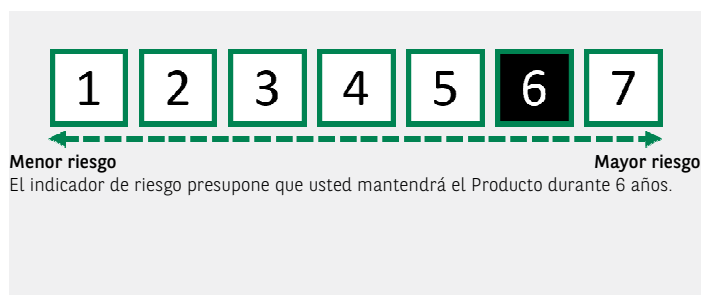 1 2 3 4 5 6 7
Menor riesgo Mayor riesgo
El indicador de riesgo presupone que usted mantendrá el Producto durante 6 años.